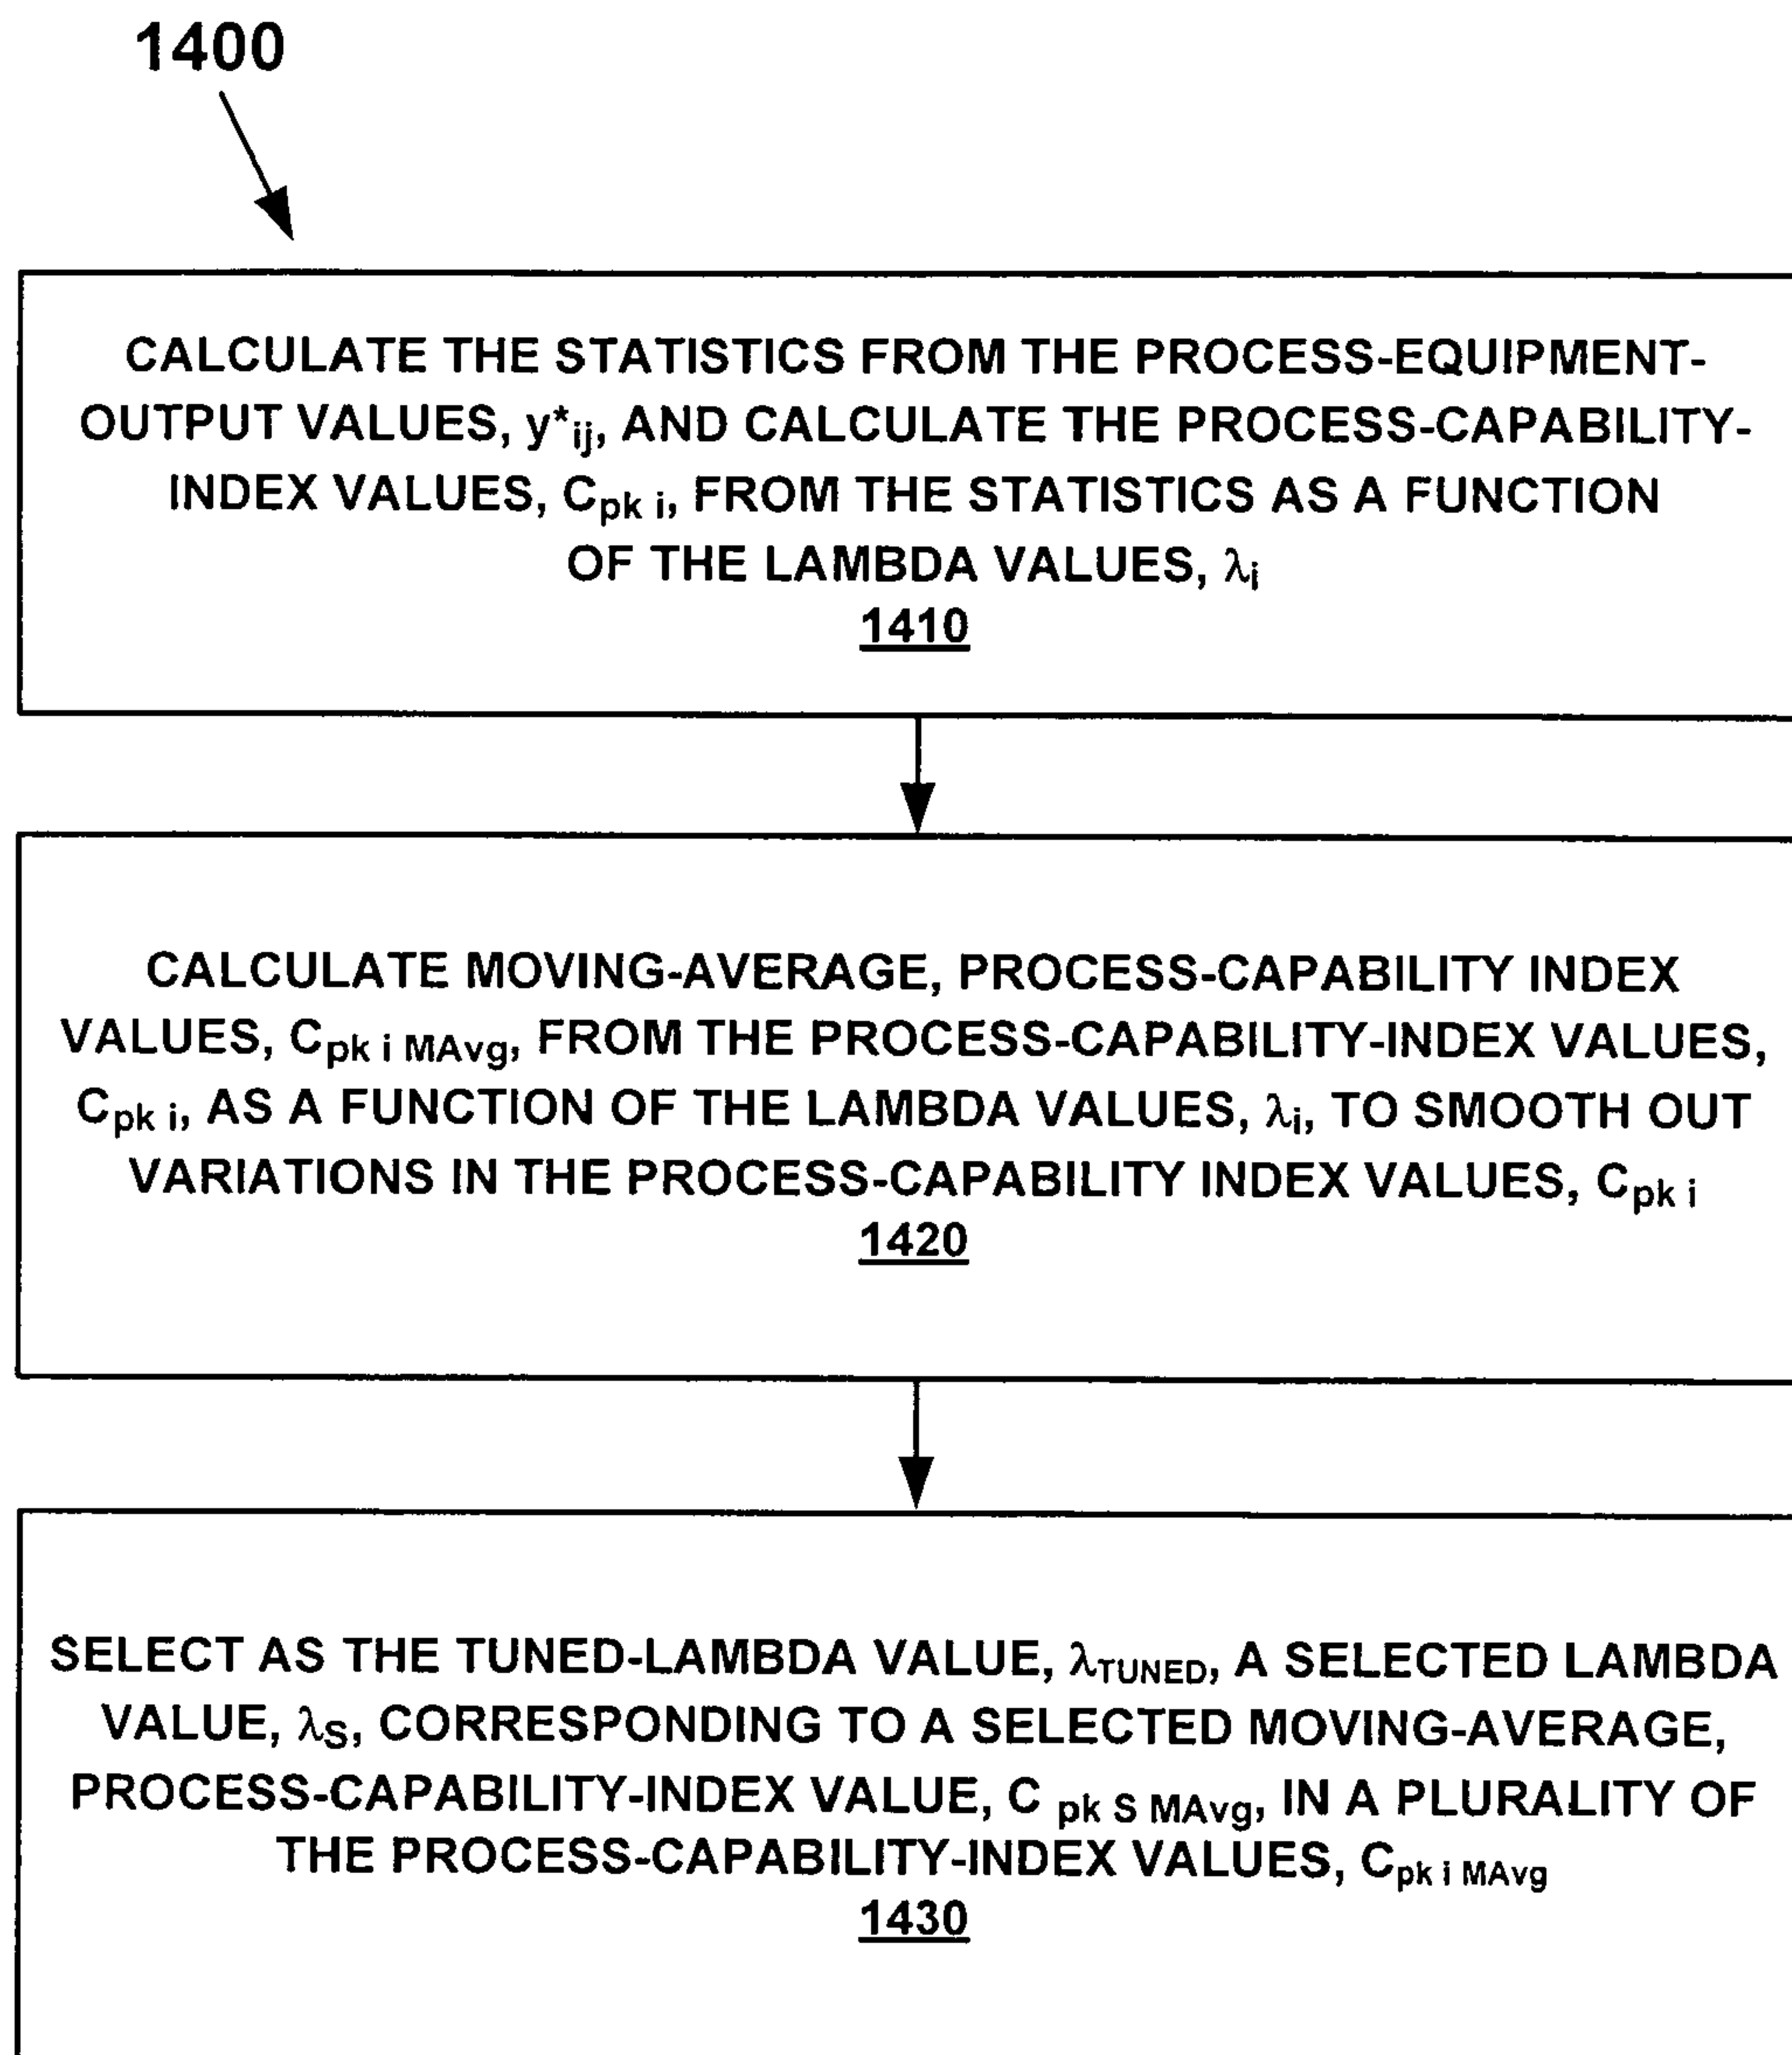 1400
CALCULATE THE STATISTICS FROM THE PROCESS-EQUIPMENT-
OUTPUT VALUES, y*ij, AND CALCULATE THE PROCESS-CAPABILITY-
INDEX VALUES, Cpk i, FROM THE STATISTICS AS A FUNCTION
OF THE LAMBDA VALUES, λi
1410
CALCULATE MOVING-AVERAGE, PROCESS-CAPABILITY INDEX
VALUES, Cpk i MAvg, FROM THE PROCESS-CAPABILITY-INDEX VALUES,
Cpk i, AS A FUNCTION OF THE LAMBDA VALUES, λi, TO SMOOTH OUT
VARIATIONS IN THE PROCESS-CAPABILITY INDEX VALUES, Cpk i
1420
SELECT AS THE TUNED-LAMBDA VALUE, λTUNED, A SELECTED LAMBDA
VALUE, λS, CORRESPONDING TO A SELECTED MOVING-AVERAGE,
PROCESS-CAPABILITY-INDEX VALUE, C pk S MAvg, IN A PLURALITY OF
THE PROCESS-CAPABILITY-INDEX VALUES, Cpk i MAvg
1430